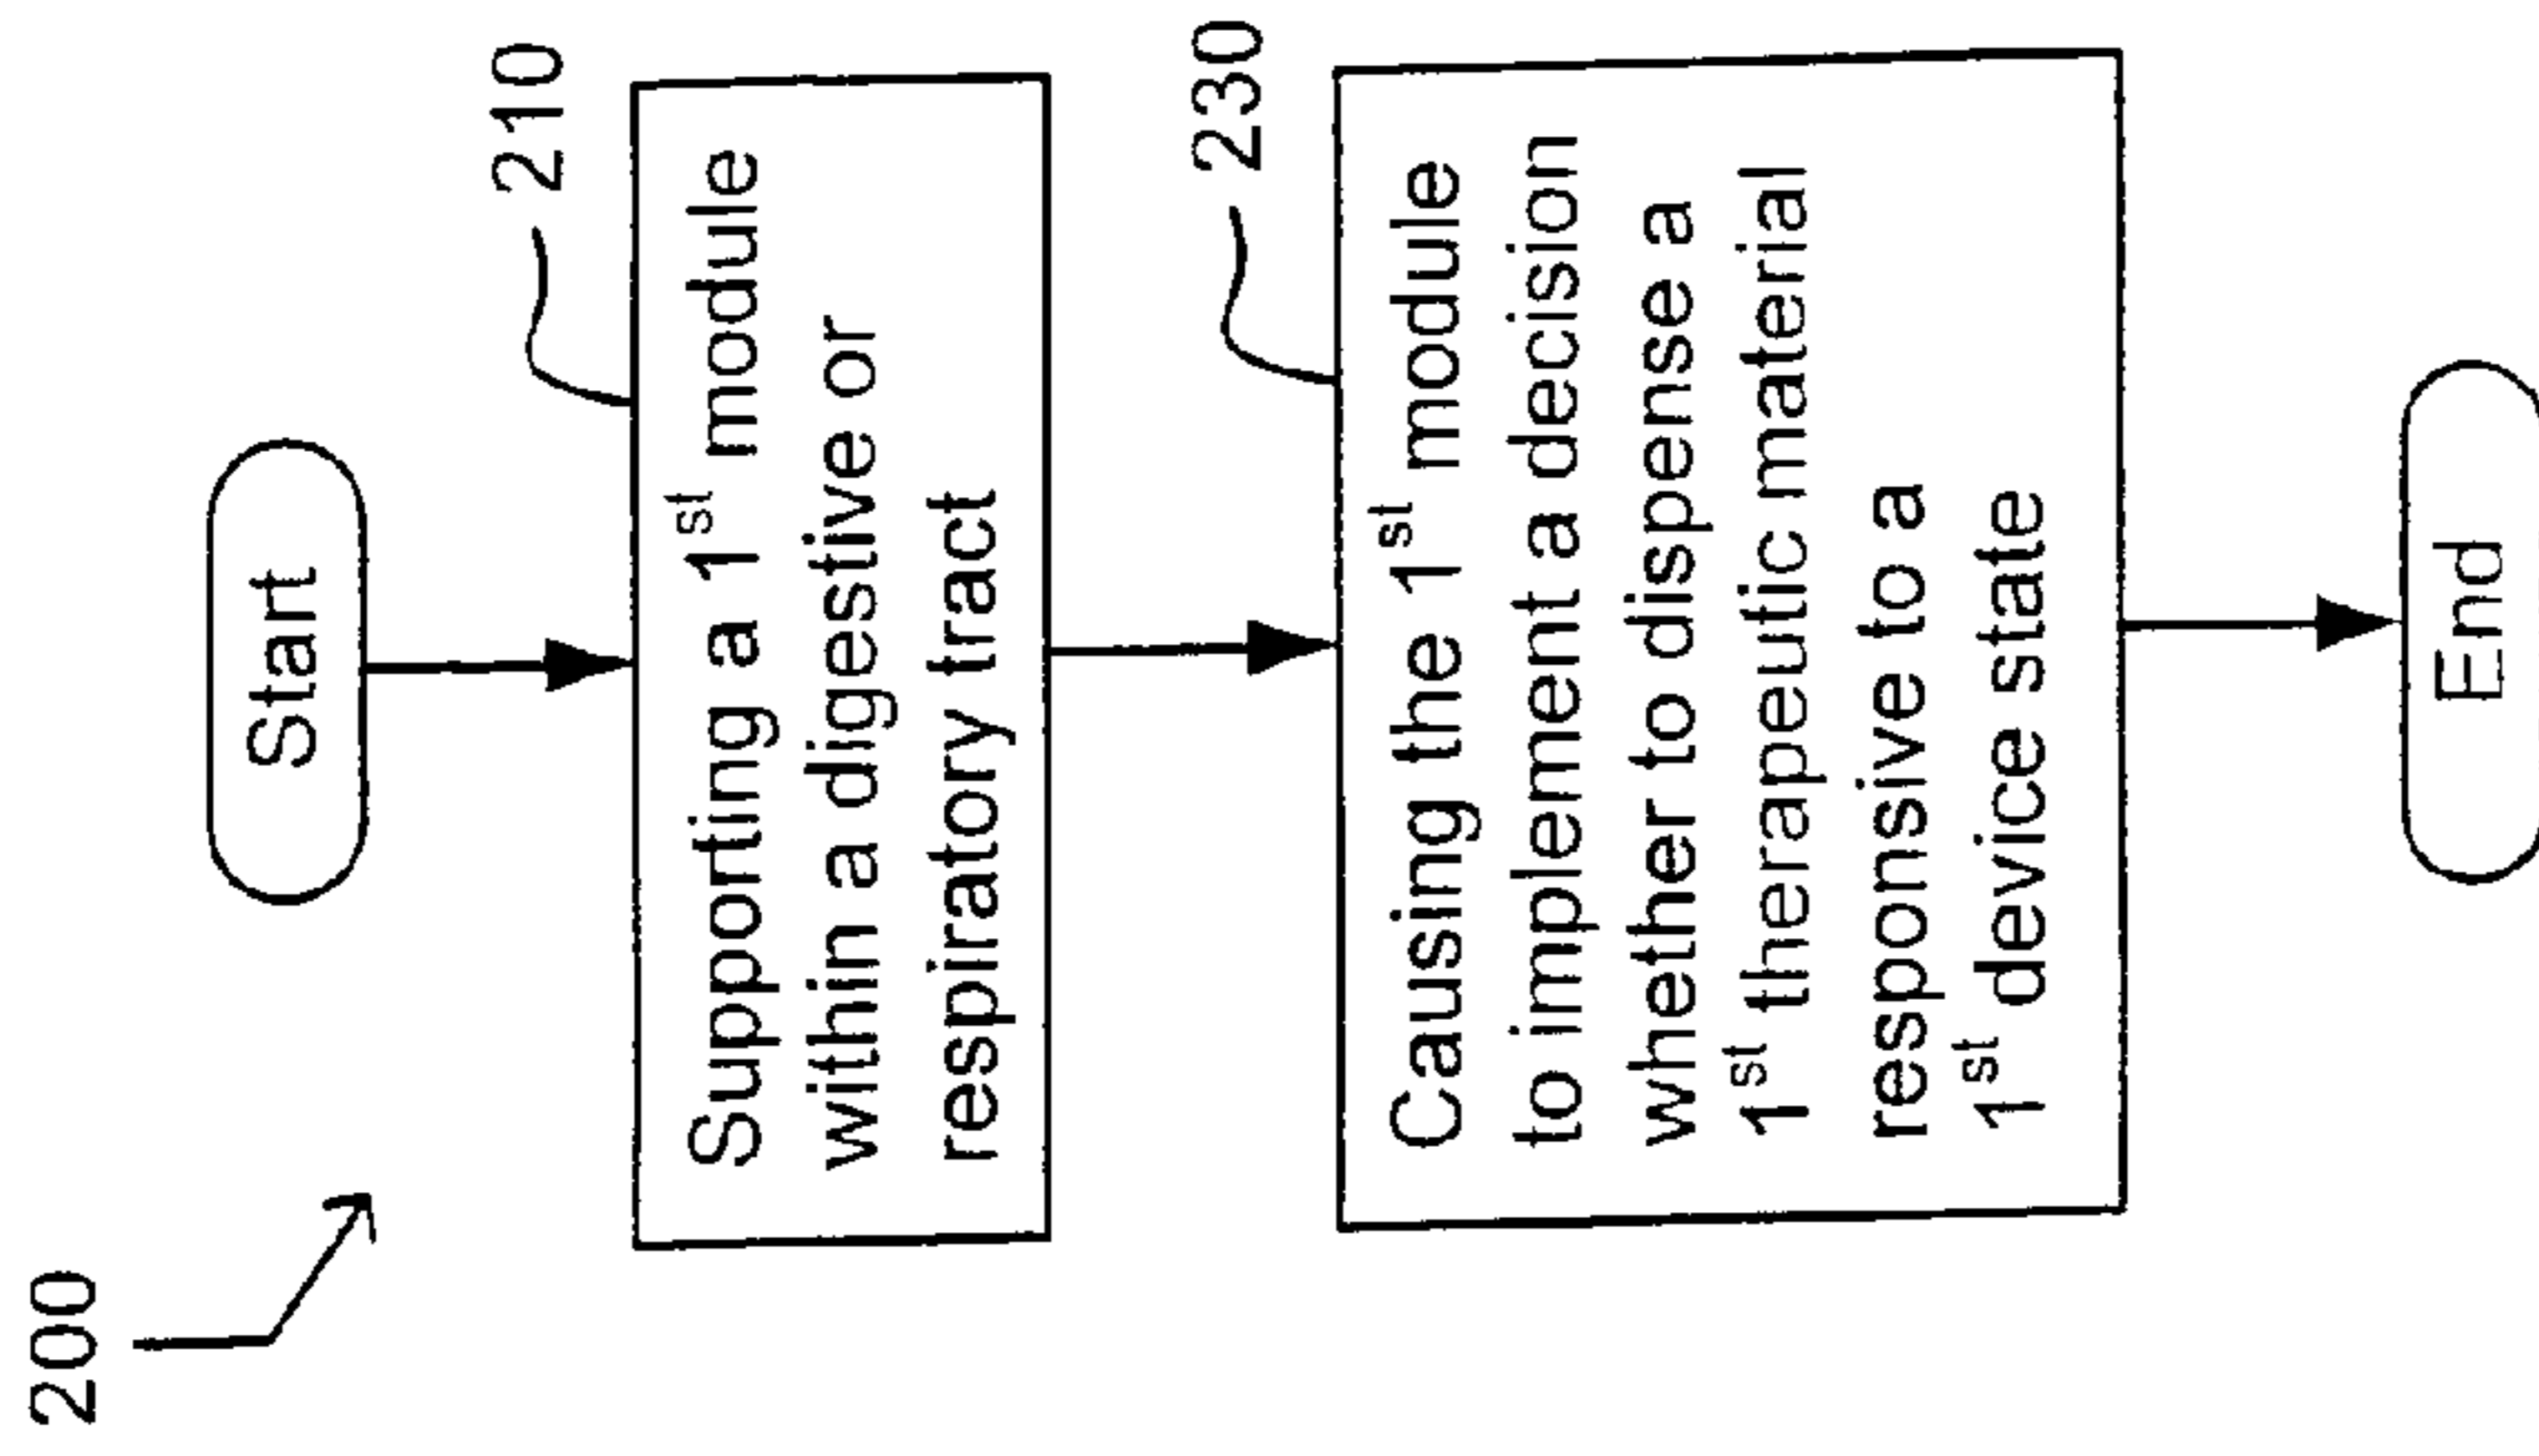 200
Start
210
Supporting a 1st module
within a digestive or
respiratory tract
230
Causing the 1st module
to implement a decision
whether to dispense a
1st therapeutic material
responsive to a
1st device state
End